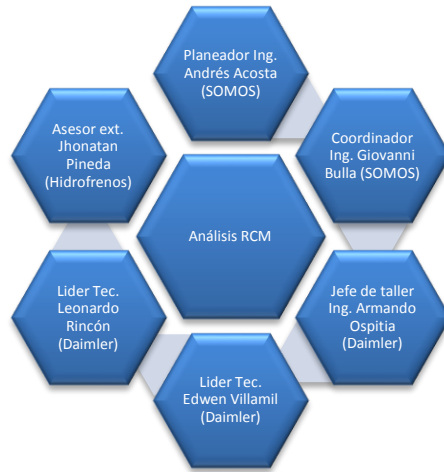 Planeador Ing.
Andrés Acosta
(SOMOS)
Coordinador
Ing. Giovanni
Bulla (SOMOS)
Jefe de taller
Ing. Armando
Ospitia
(Daimler)
Lider Tec.
Edwen Villamil
(Daimler)
Lider Tec.
Leonardo
Rincón
(Daimler)
Asesor ext.
Jhonatan
Pineda
(Hidrofrenos)
Análisis RCM